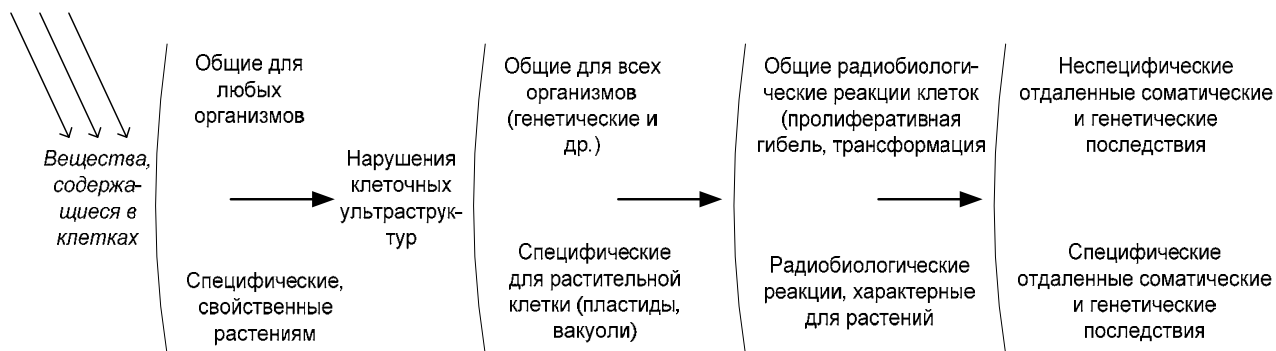 Вещества,
содержа-
щиеся в
клетках
Общие для
любых
организмов
Специфические,
свойственные
растениям
Нарушения
клеточных
ультраструк-
тур
Общие для всех
организмов
(генетические и
др.)
Специфические
для растительной
клетки (пластиды,
вакуоли)
Общие радиобиологи-
ческие реакции клеток
(пролиферативная
гибель, трансформация
Радиобиологические
реакции, характерные
для растений
Неспецифические
отдаленные соматические
и генетические
последствия
Специфические
отдаленные соматические
и генетические
последствия